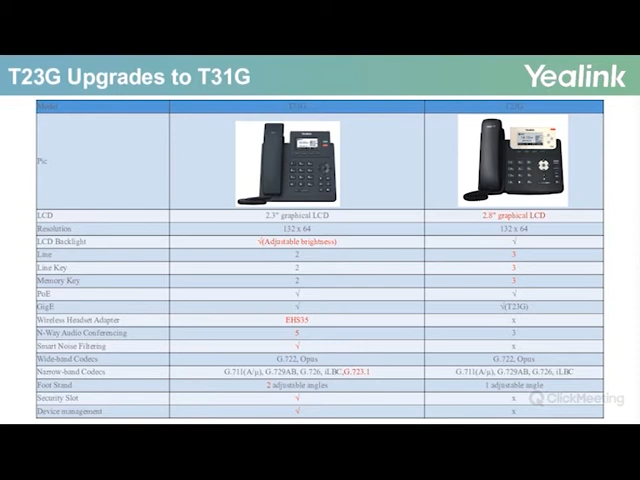 T23G Upgrades to T31G
Yealink
Model T31G T23G
Pic
LCD 2.3" graphical LCD 2.8" graphical LCD
Resolution 132 x 64 132 x 64
LCD Backlight √(Adjustable brightness) √
Line 2 3
Line Key 2 3
Memory Key 2 3
PoE √ √
GigE √ √(T23G)
Wireless Headset Adapter EHS35 x
N-Way Audio Conferencing 5 3
Smart Noise Filtering √ x
Wide-band Codecs G.722, Opus G.722, Opus
Narrow-band Codecs G.711(A/μ), G.729AB, G.726, iLBC,G.723.1 G.711(A/μ), G.729AB, G.726, iLBC
Foot Stand 2 adjustable angles 1 adjustable angle
Security Slot √ x
ClickMeeting
Device management √ x